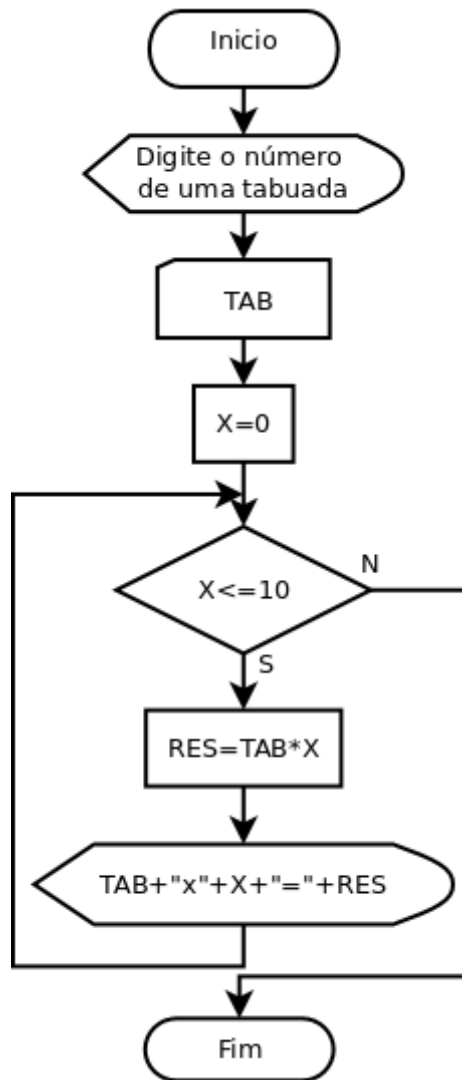 Inicio
Digite o número
de uma tabuada
TAB
X=0
X<=10
N
S
RES=TAB*X
TAB+"x"+X+"="+RES
Fim